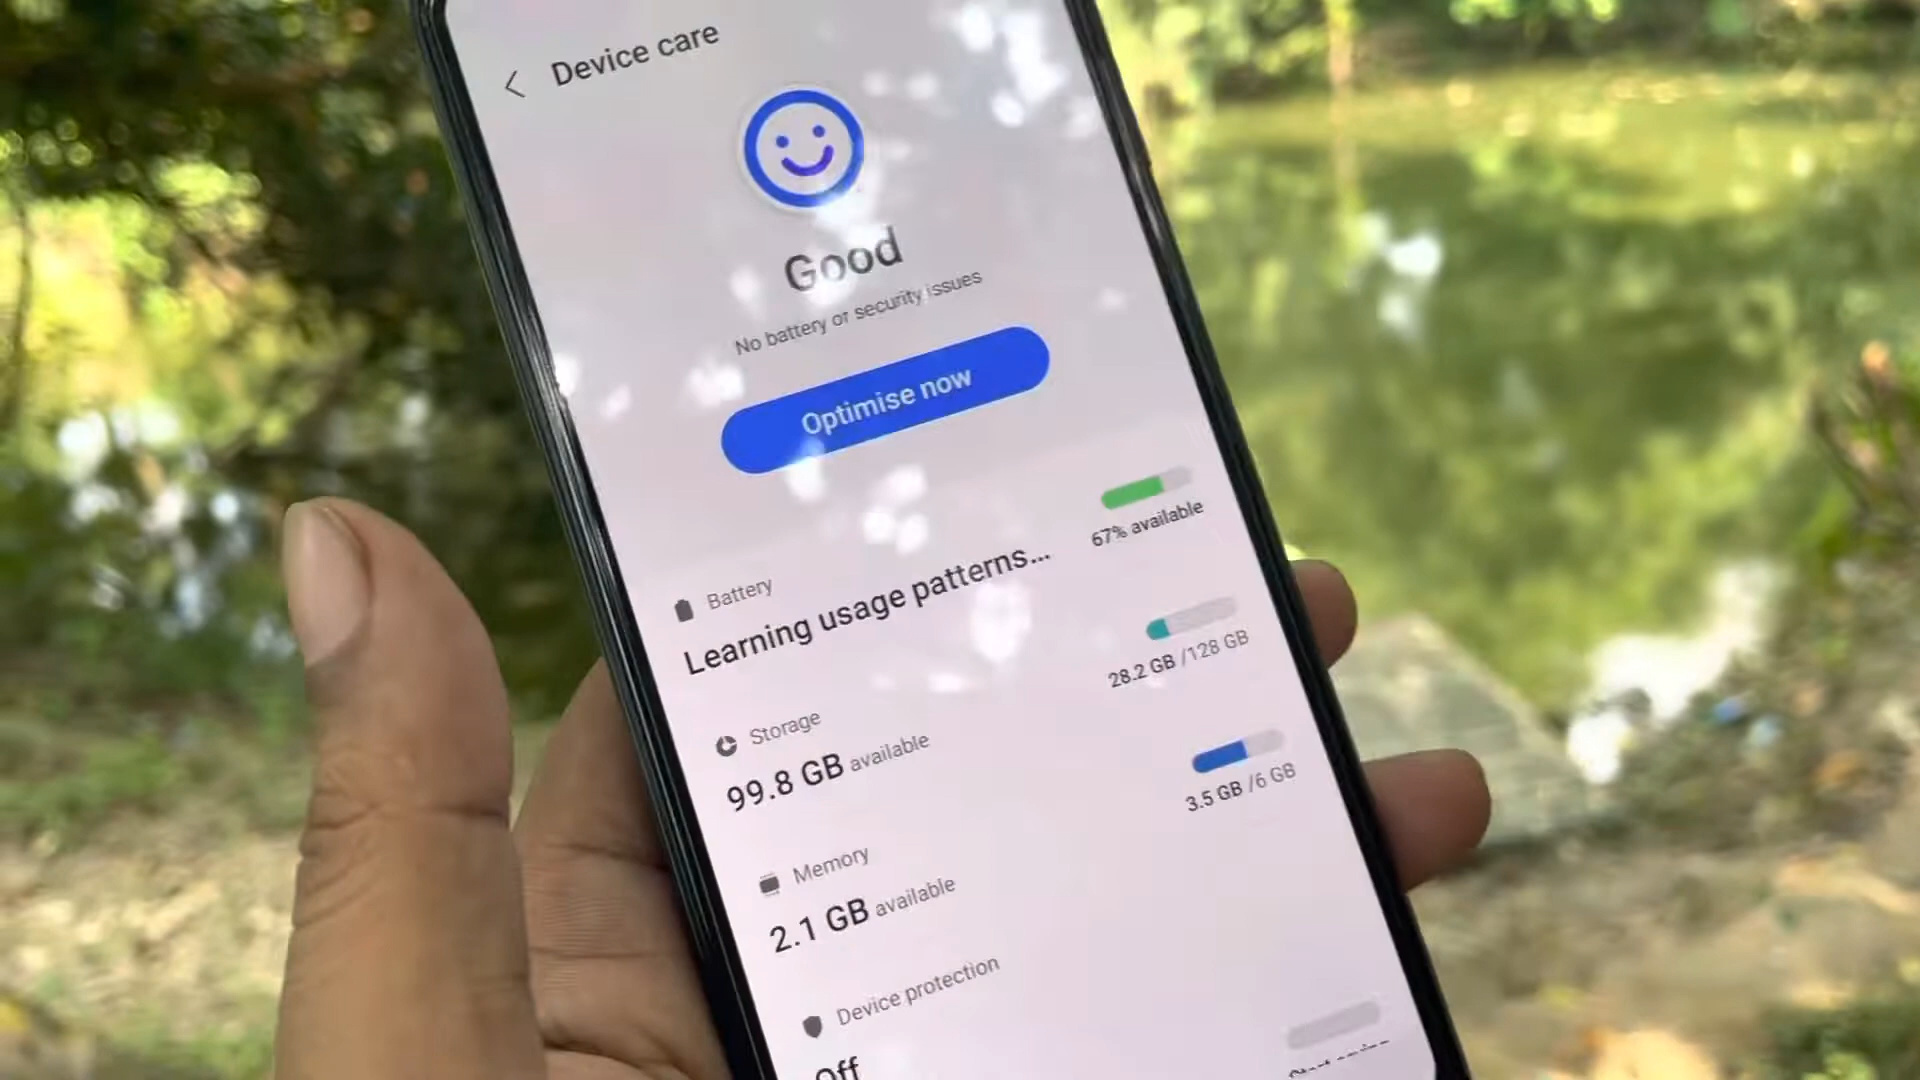 Device care
Good
No battery or security issues
Optimise now
Battery
Learning usage patterns...
67% available
Storage
99.8 GB available
28.2 GB /128 GB
Memory
2.1 GB available
3.5 GB /6 GB
Device protection
Off